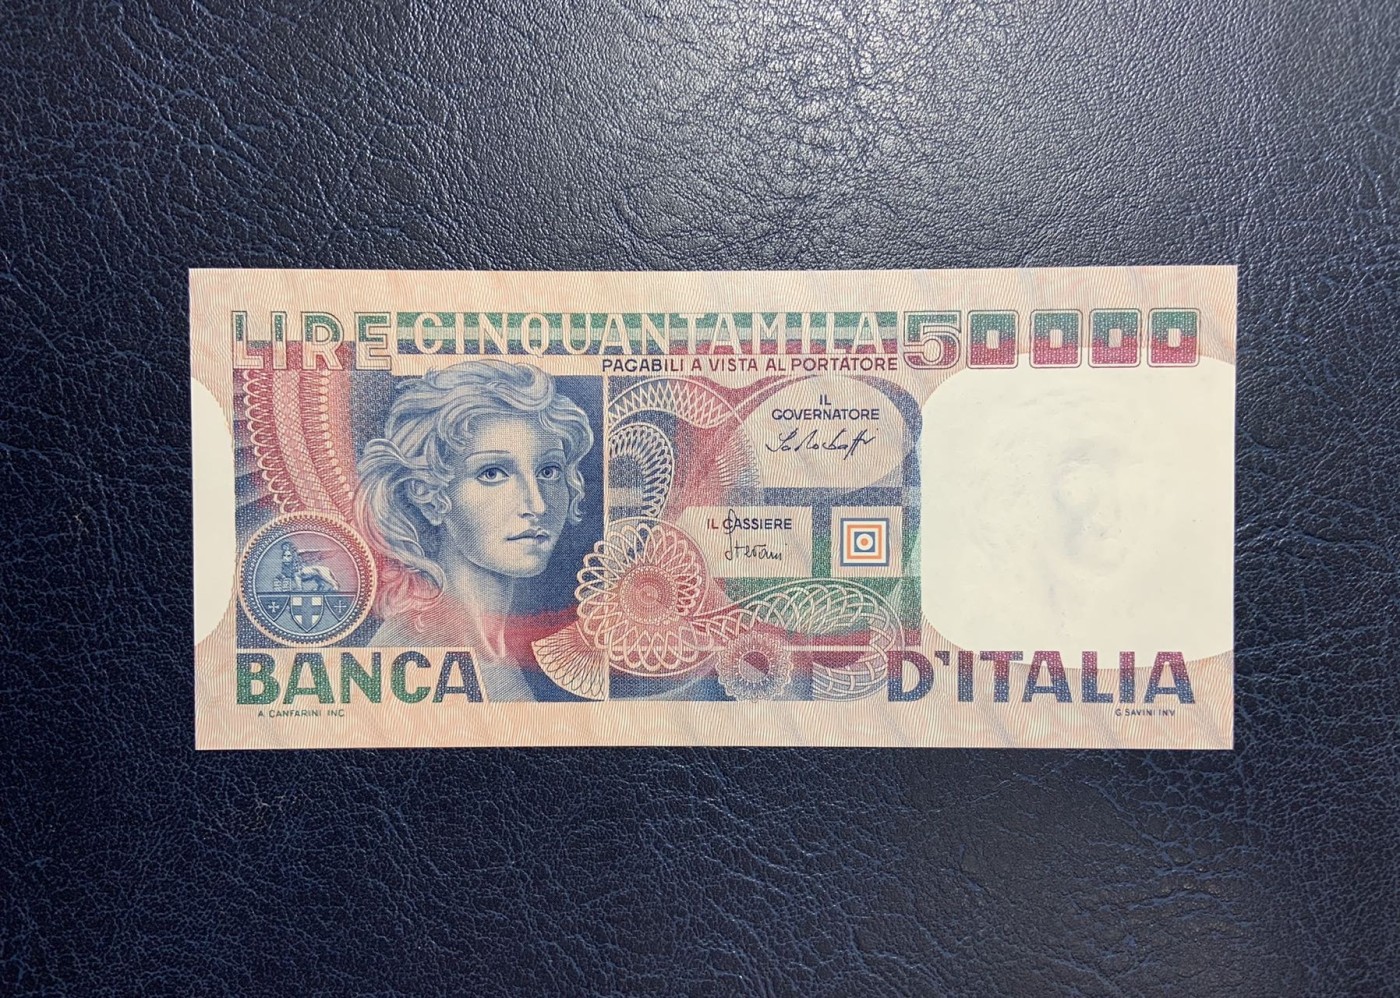 LIRE CINQUANTAMILA 50000
PAGABILI A VISTA AL PORTATORE
IL
GOVERNATORE
IL CASSIERE
BANCA D'ITALIA
A. CANFARINI INC.
G. SAVINI INV.